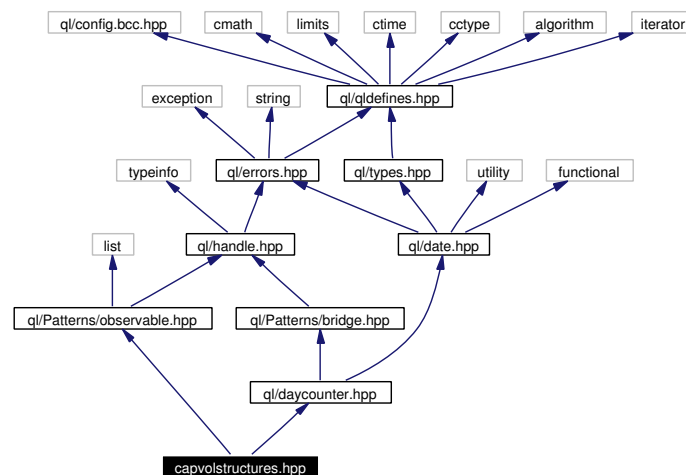 ql/config.bcc.hpp
cmath
limits
ctime
cctype
algorithm
iterator
exception
string
ql/qldefines.hpp
typeinfo
ql/errors.hpp
ql/types.hpp
utility
functional
list
ql/handle.hpp
ql/date.hpp
ql/Patterns/observable.hpp
ql/Patterns/bridge.hpp
ql/daycounter.hpp
capvolstructures.hpp